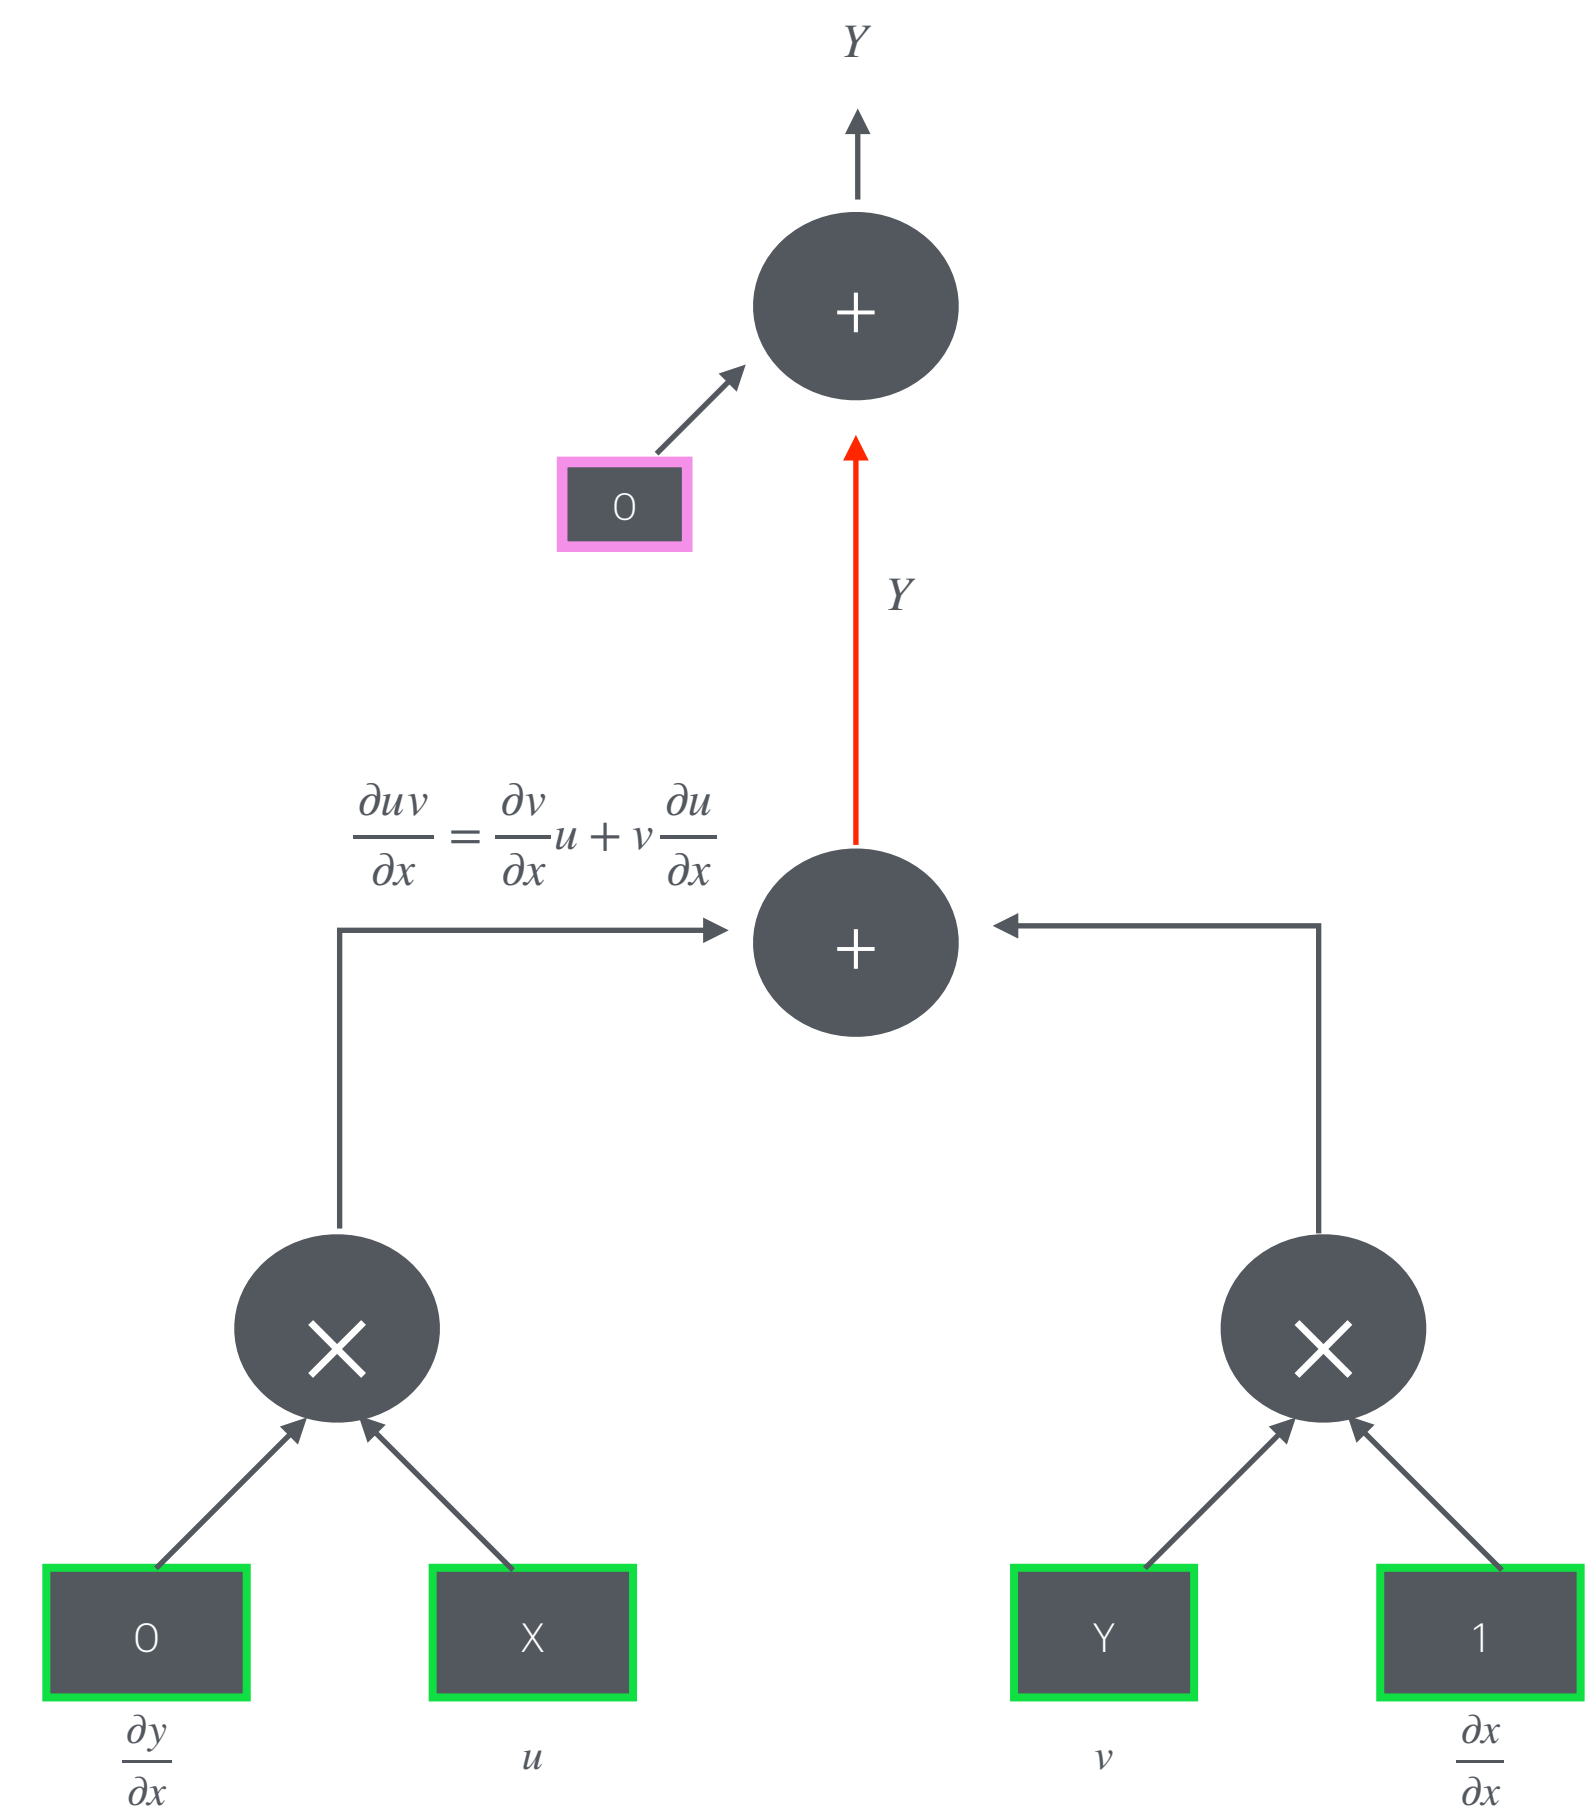 Y
+
0
Y
∂uv/∂x = ∂v/∂x u + v ∂u/∂x
+
×
×
0
X
Y
1
∂y/∂x
u
v
∂x/∂x